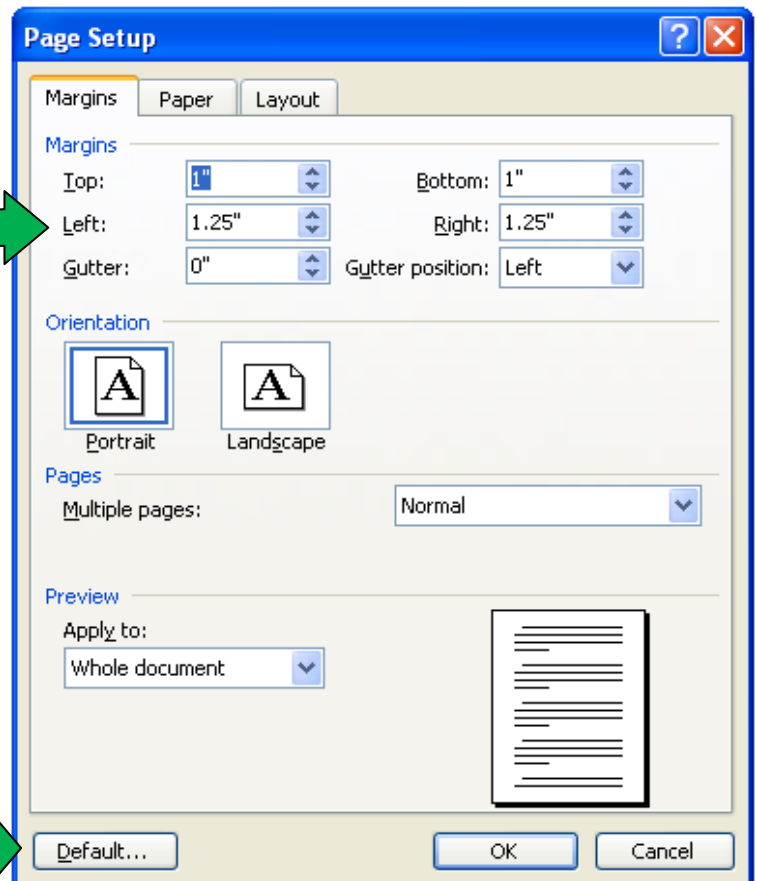 Page Setup
Margins Paper Layout
Margins
Top: 1" Bottom: 1"
Left: 1.25" Right: 1.25"
Gutter: 0" Gutter position: Left
Orientation
A A
Portrait Landscape
Pages
Multiple pages: Normal
Preview
Apply to:
Whole document
Default... OK Cancel